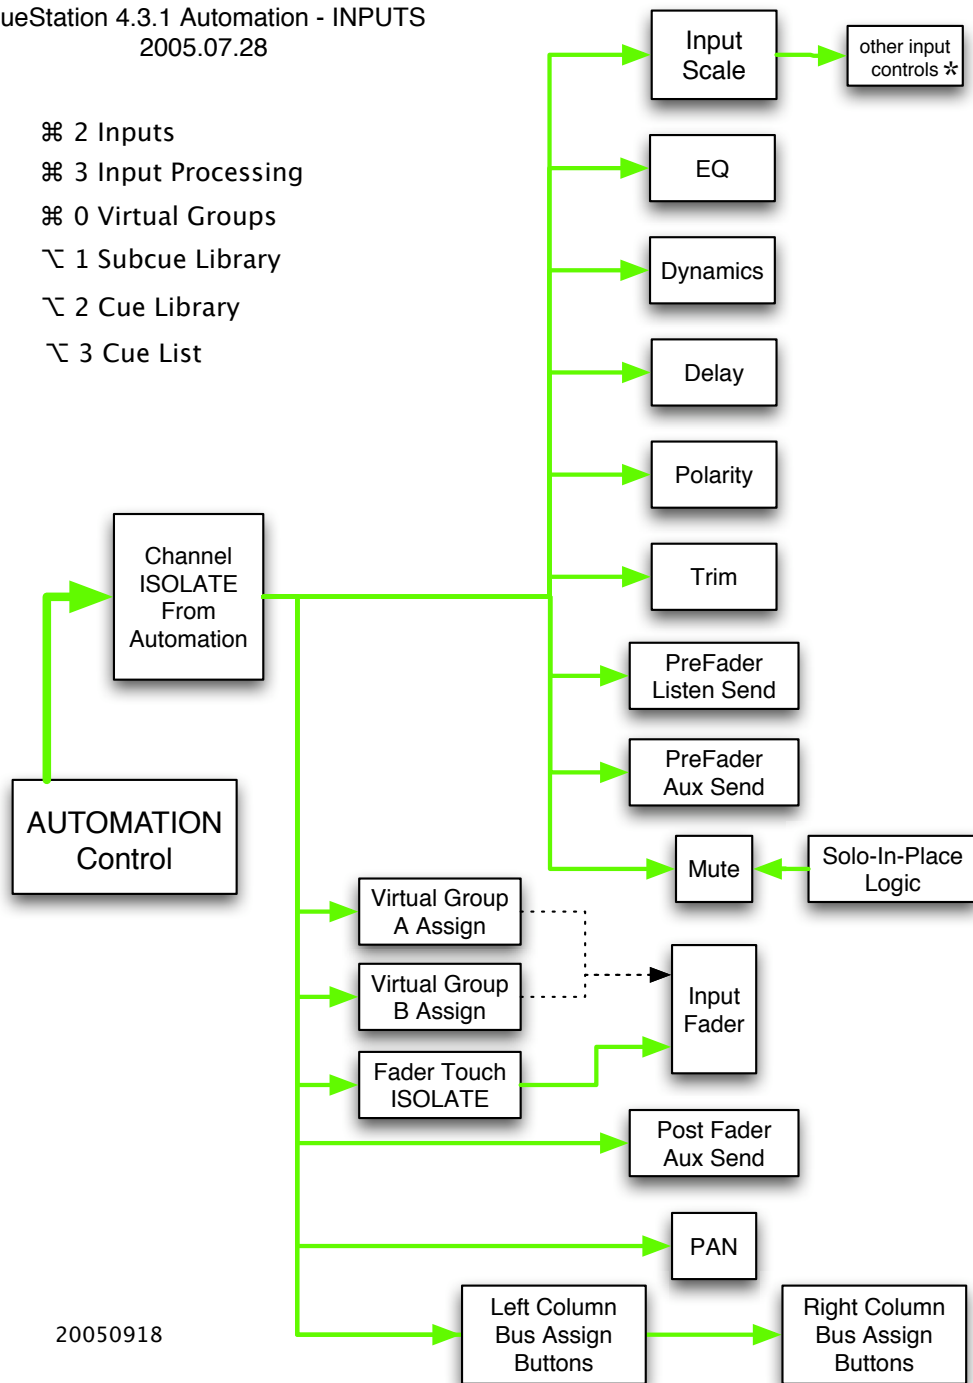 ueStation 4.3.1 Automation - INPUTS
2005.07.28
⌘ 2 Inputs
⌘ 3 Input Processing
⌘ 0 Virtual Groups
⌥ 1 Subcue Library
⌥ 2 Cue Library
⌥ 3 Cue List
Input
Scale
other input
controls *
EQ
Dynamics
Delay
Polarity
Trim
Channel
ISOLATE
From
Automation
PreFader
Listen Send
PreFader
Aux Send
AUTOMATION
Control
Mute
Solo-In-Place
Logic
Virtual Group
A Assign
Virtual Group
B Assign
Input
Fader
Fader Touch
ISOLATE
Post Fader
Aux Send
PAN
Left Column
Bus Assign
Buttons
Right Column
Bus Assign
Buttons
20050918